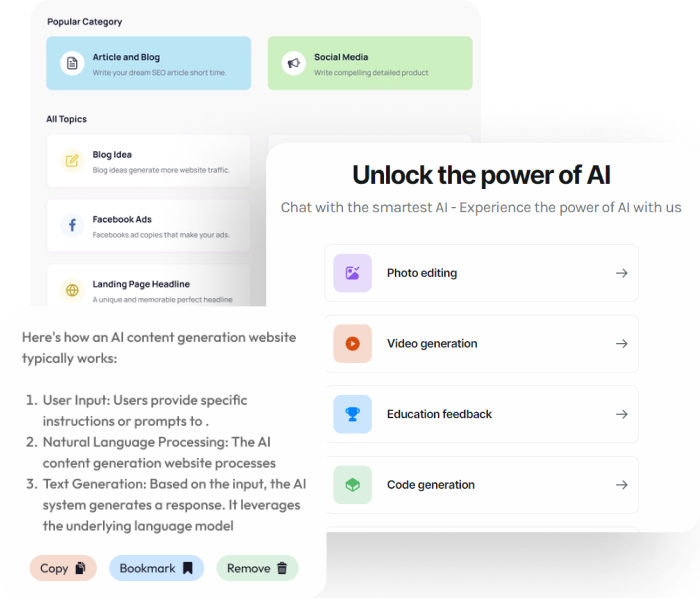 Popular Category
Article and Blog
Write your dream SEO article short time.
Social Media
Write compelling detailed product
All Topics
Blog Idea
Blog ideas generate more website traffic.
Facebook Ads
Facebooks ad copies that make your ads.
Landing Page Headline
A unique and memorable perfect headline
Unlock the power of AI
Chat with the smartest AI - Experience the power of AI with us
Photo editing
Video generation
Education feedback
Code generation
Here's how an AI content generation website
typically works:
1. User Input: Users provide specific
instructions or prompts to .
2. Natural Language Processing: The AI
content generation website processes
3. Text Generation: Based on the input, the AI
system generates a response. It leverages
the underlying language model
Copy
Bookmark
Remove